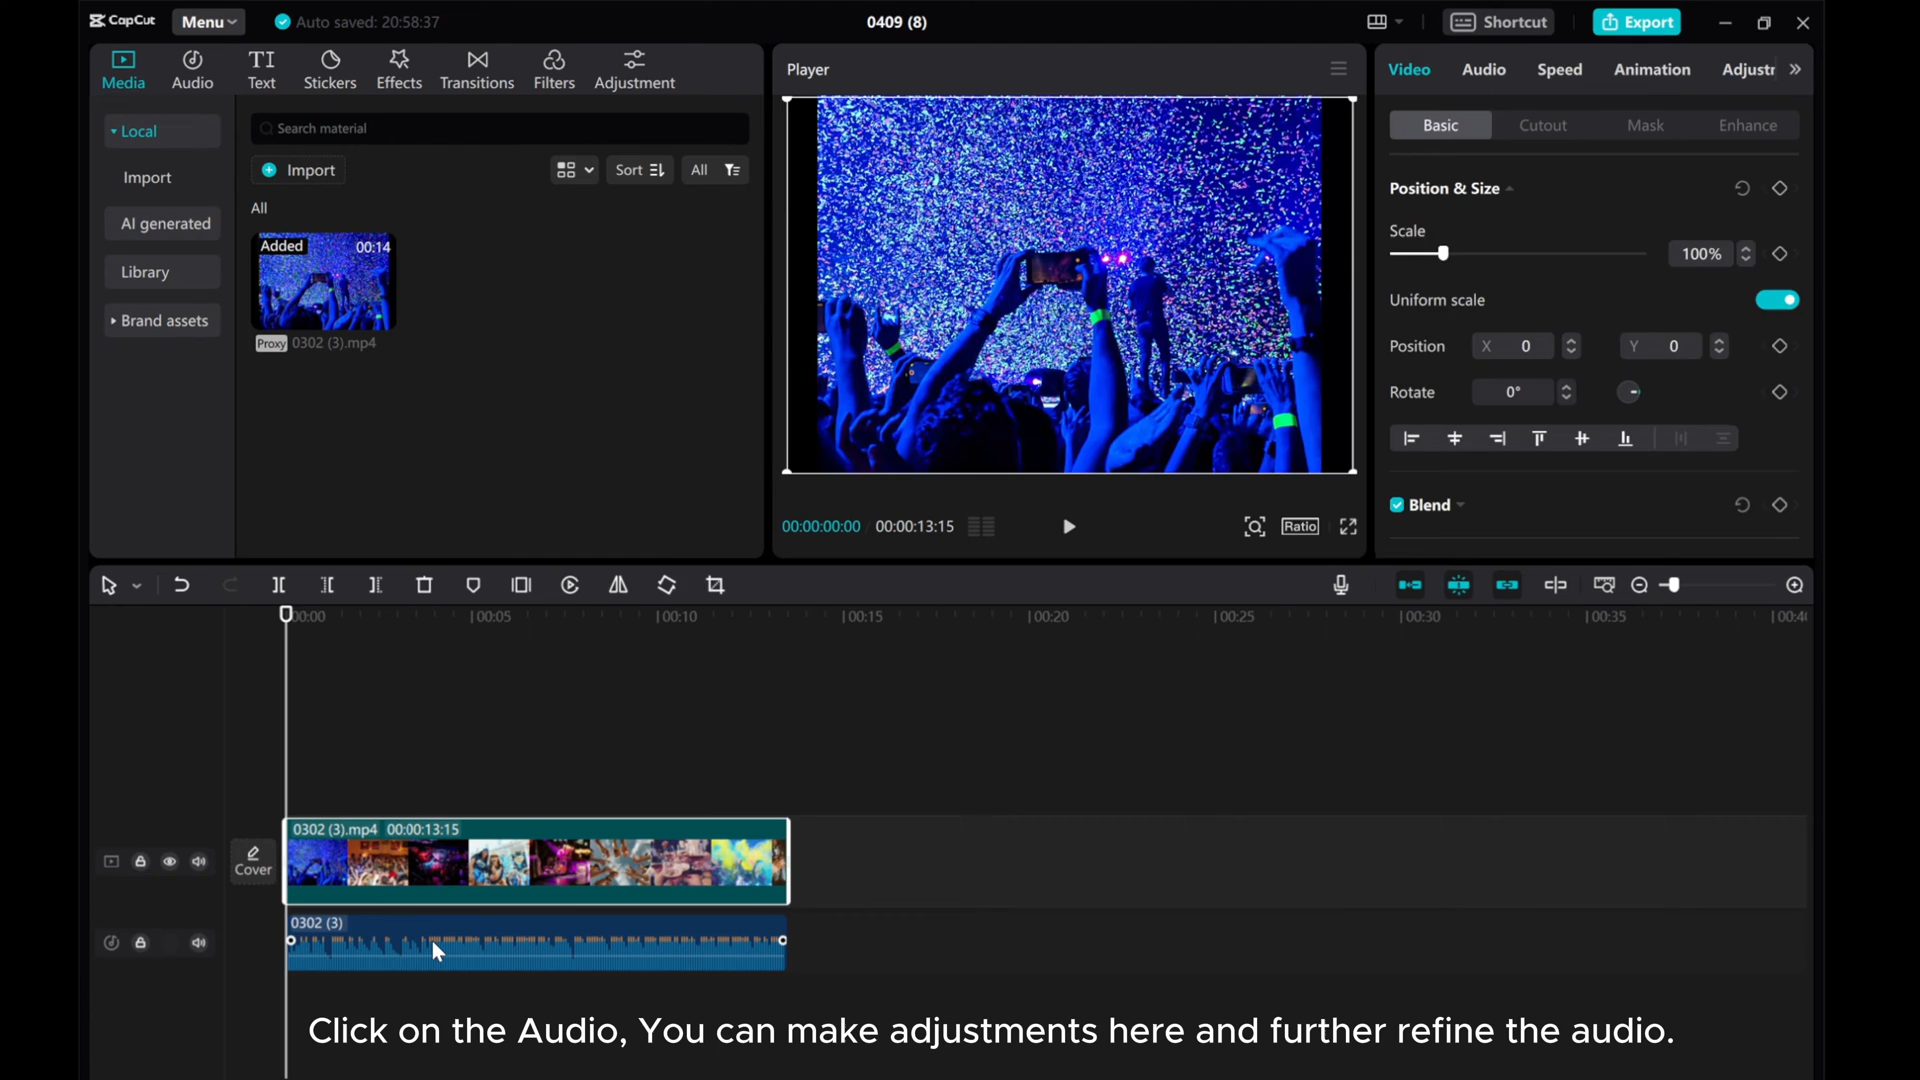 CapCut
Menu
Auto saved: 20:58:37
0409 (8)
Shortcut
Export
Media
Audio
Text
Stickers
Effects
Transitions
Filters
Adjustment
Local
Import
AI generated
Library
Brand assets
Search material
Import
Sort
All
All
Added
00:14
Proxy
0302 (3).mp4
Player
00:00:00:00
00:00:13:15
Ratio
Video
Audio
Speed
Animation
Adjustr
Basic
Cutout
Mask
Enhance
Position & Size
Scale
100%
Uniform scale
Position
X 0
Y 0
Rotate
0°
Blend
00:00
00:05
00:10
00:15
00:20
00:25
00:30
00:35
00:4
Cover
0302 (3).mp4 00:00:13:15
0302 (3)
Click on the Audio, You can make adjustments here and further refine the audio.